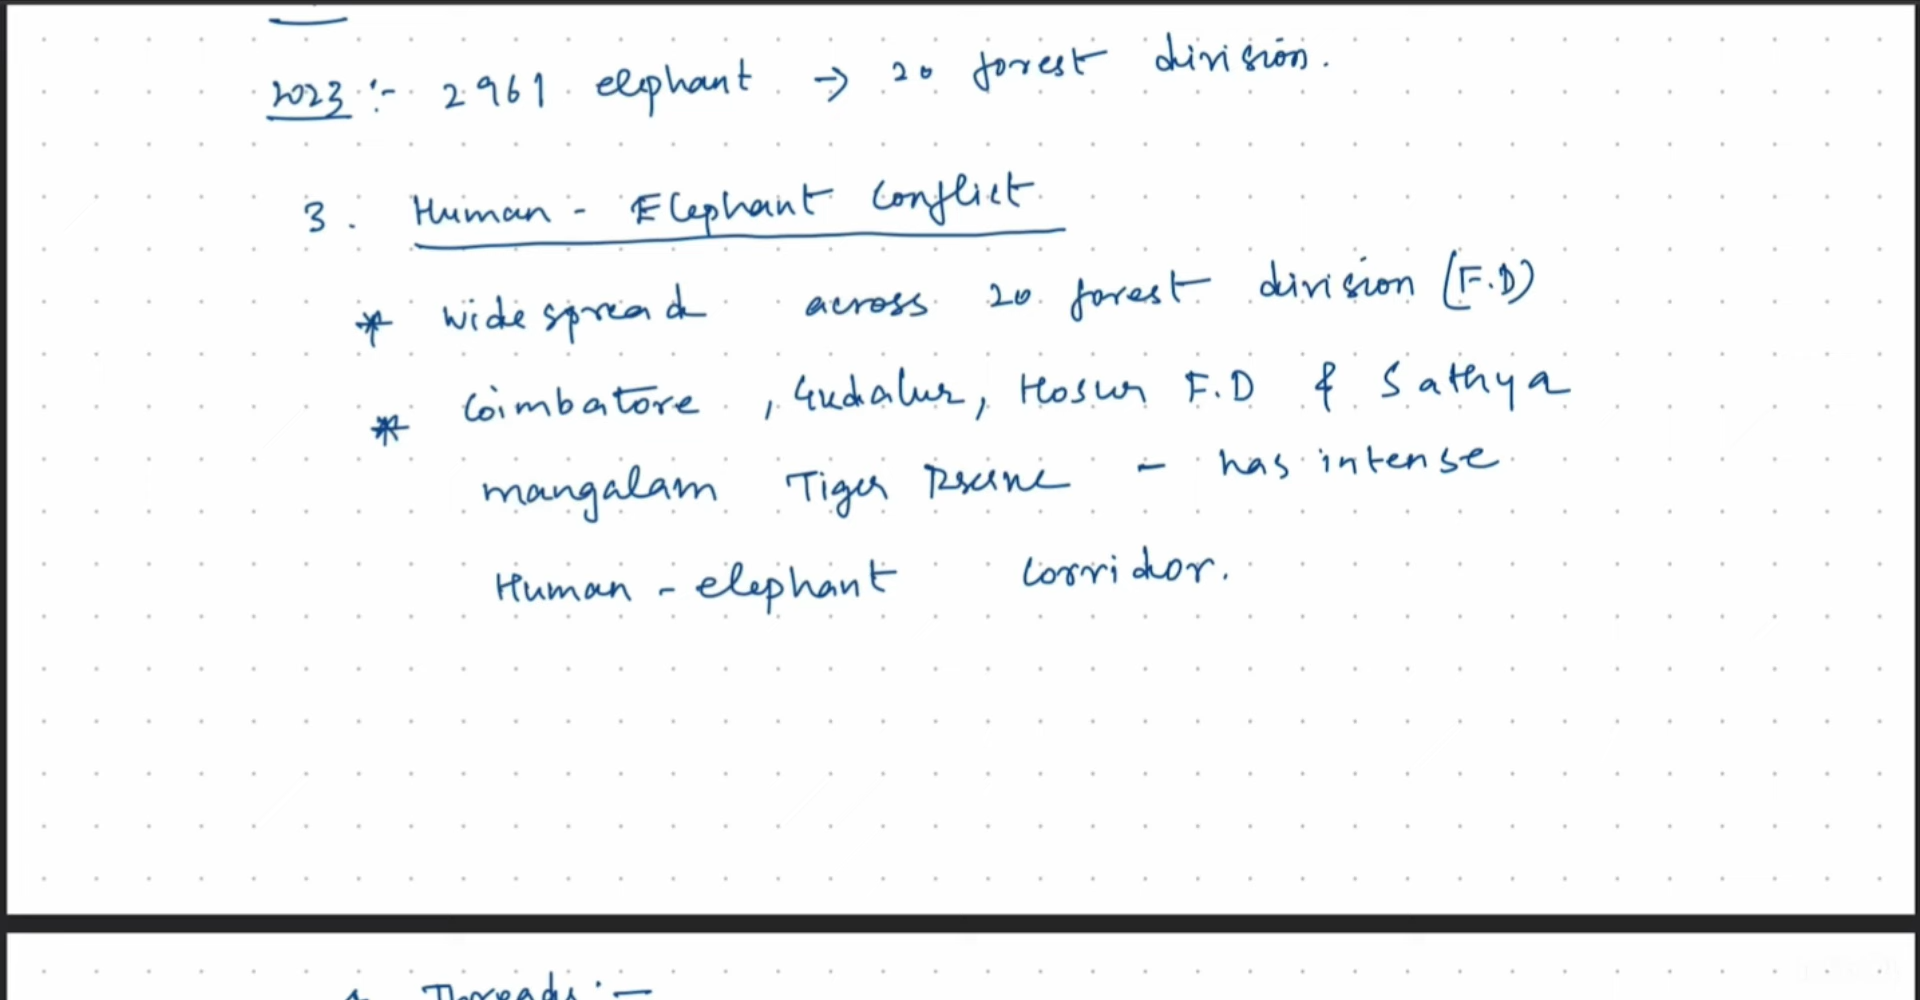 2023 :- 2961 elephant → 20 forest division.
3. Human - Elephant Conflict
* wide spread across 20 forest division (F.D)
* Coimbatore, Gudalur, Hosur F.D & Sathya
mangalam Tiger Reserve - has intense
Human - elephant Corridor.
* Threads :-